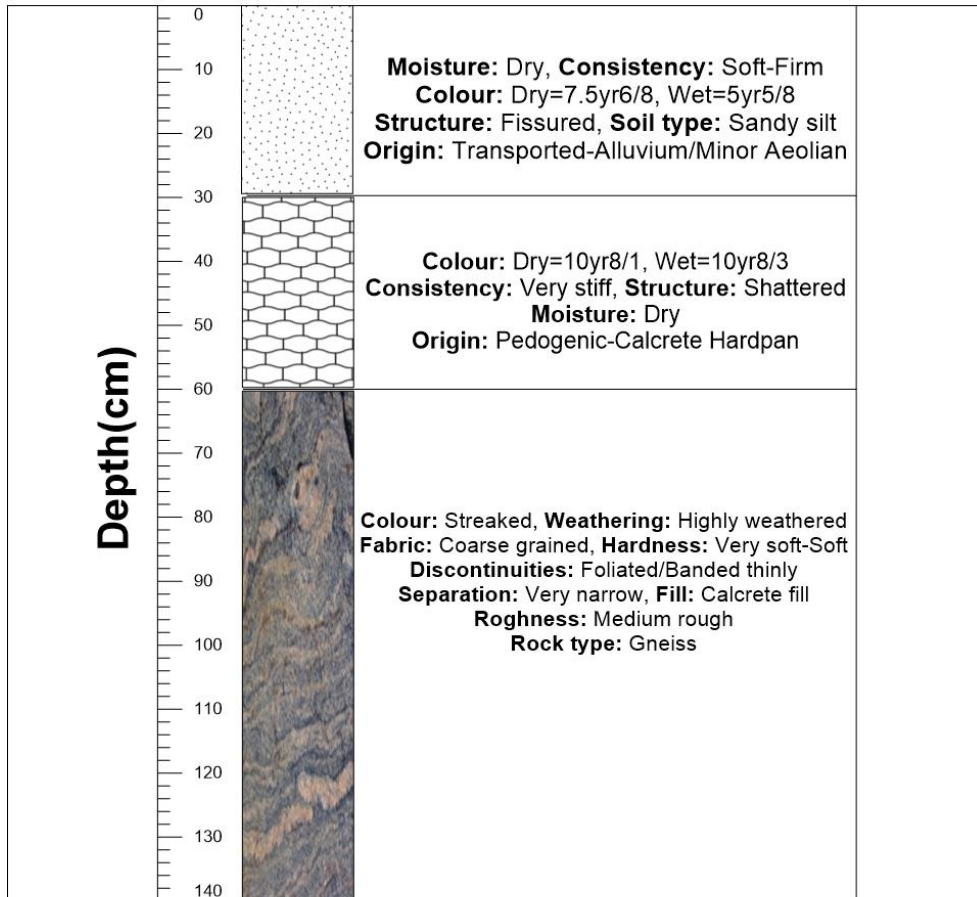 Depth(cm)
0
10
20
30
40
50
60
70
80
90
100
110
120
130
140
Moisture: Dry, Consistency: Soft-Firm
Colour: Dry=7.5yr6/8, Wet=5yr5/8
Structure: Fissured, Soil type: Sandy silt
Origin: Transported-Alluvium/Minor Aeolian
Colour: Dry=10yr8/1, Wet=10yr8/3
Consistency: Very stiff, Structure: Shattered
Moisture: Dry
Origin: Pedogenic-Calcrete Hardpan
Colour: Streaked, Weathering: Highly weathered
Fabric: Coarse grained, Hardness: Very soft-Soft
Discontinuities: Foliated/Banded thinly
Separation: Very narrow, Fill: Calcrete fill
Roghness: Medium rough
Rock type: Gneiss